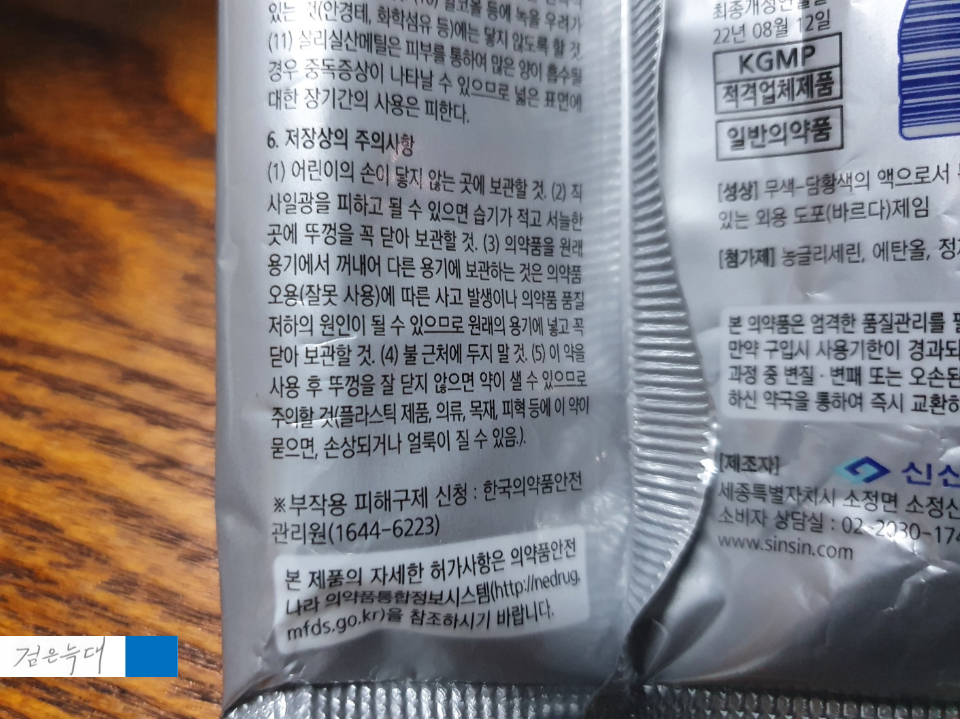 있는 것(안경테, 화학섬유 등)에는 닿지 않도록 할 것
(11) 살리실산메틸은 피부를 통하여 많은 양이 흡수될
경우 중독증상이 나타날 수 있으므로 넓은 표면에
대한 장기간의 사용은 피한다.
6. 저장상의 주의사항
(1) 어린이의 손이 닿지 않는 곳에 보관할 것. (2) 직
사일광을 피하고 될 수 있으면 습기가 적고 서늘한
곳에 뚜껑을 꼭 닫아 보관할 것. (3) 의약품을 원래
용기에서 꺼내어 다른 용기에 보관하는 것은 의약품
오용(잘못 사용)에 따른 사고 발생이나 의약품 품질
저하의 원인이 될 수 있으므로 원래의 용기에 넣고 꼭
닫아 보관할 것. (4) 불 근처에 두지 말 것. (5) 이 약을
사용 후 뚜껑을 잘 닫지 않으면 약이 샐 수 있으므로
주의할 것(플라스틱 제품, 의류, 목재, 피혁 등에 이 약이
묻으면, 손상되거나 얼룩이 질 수 있음.).
※부작용 피해구제 신청 : 한국의약품안전
관리원(1644-6223)
본 제품의 자세한 허가사항은 의약품안전
나라 의약품통합정보시스템(http://nedrug.
mfds.go.kr)을 참조하시기 바랍니다.
22년 08월 12일
KGMP
적격업체제품
일반의약품
[성상] 무색-담황색의 액으로서
있는 외용 도포(바르다)제임
[첨가제] 농글리세린, 에탄올,
본 의약품은 엄격한 품질관리를
만약 구입시 사용기한이
과정 중 변질 · 변패 또는
하신 약국을 통하여 즉시
[제조자] 신신
세종특별자치시 소정면
소비자 상담실 : 02-2030-174
www.sinsin.com
검은늑대